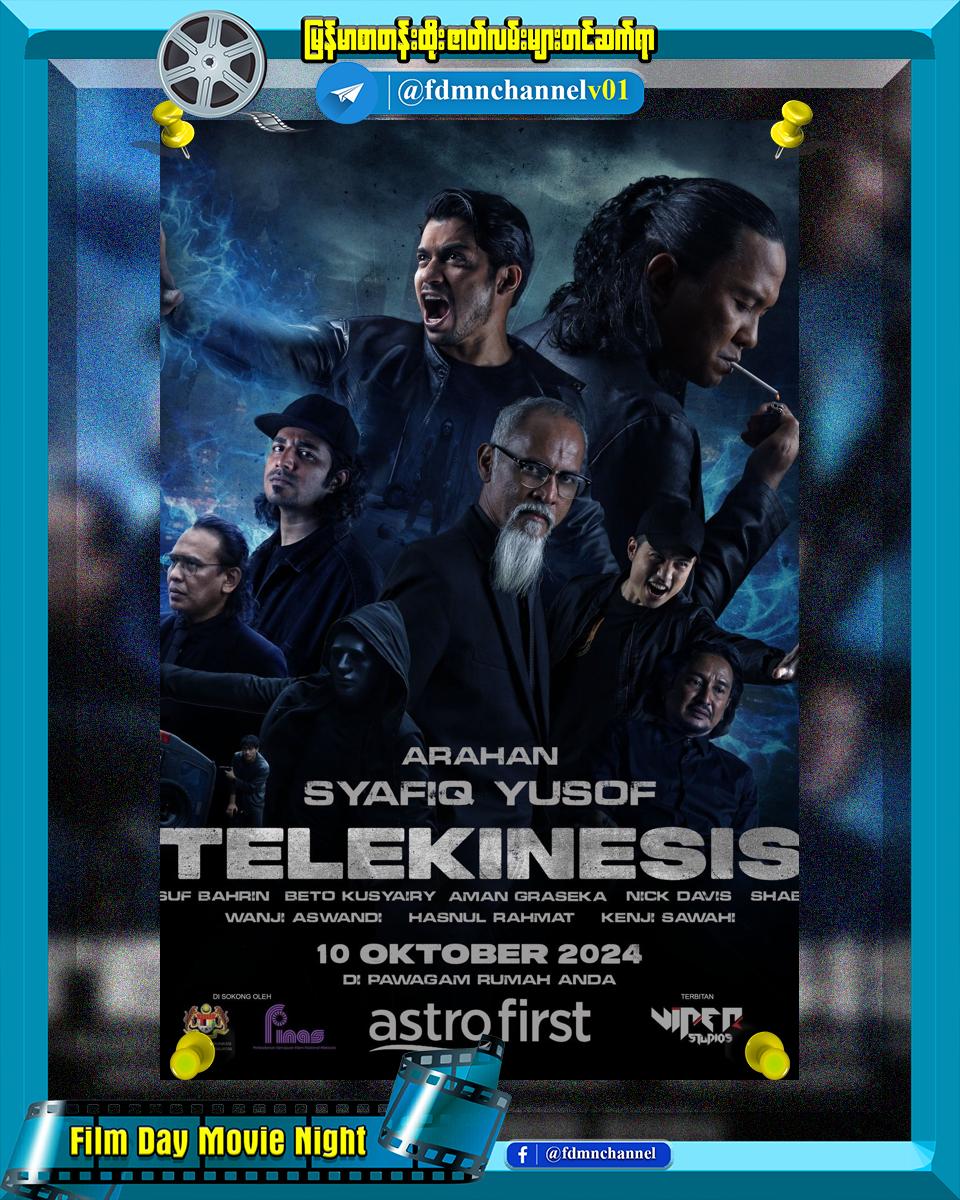 မြန်မာစာတန်းထိုးဇာတ်လမ်းများတင်ဆက်ရာ
@fdmnchannelv01
ARAHAN
SYAFIQ YUSOF
TELEKINESIS
SUF BAHRIN BETO KUSYAIRY AMAN GRASEKA NICK DAVIS SHAE
WANJI ASWANDI HASNUL RAHMAT KENJI SAWAHI
10 OKTOBER 2024
DI PAWAGAM RUMAH ANDA
DI SOKONG OLEH
TERBITAN
Finas
astro first
VIPER
STUDIOS
Film Day Movie Night
@fdmnchannel